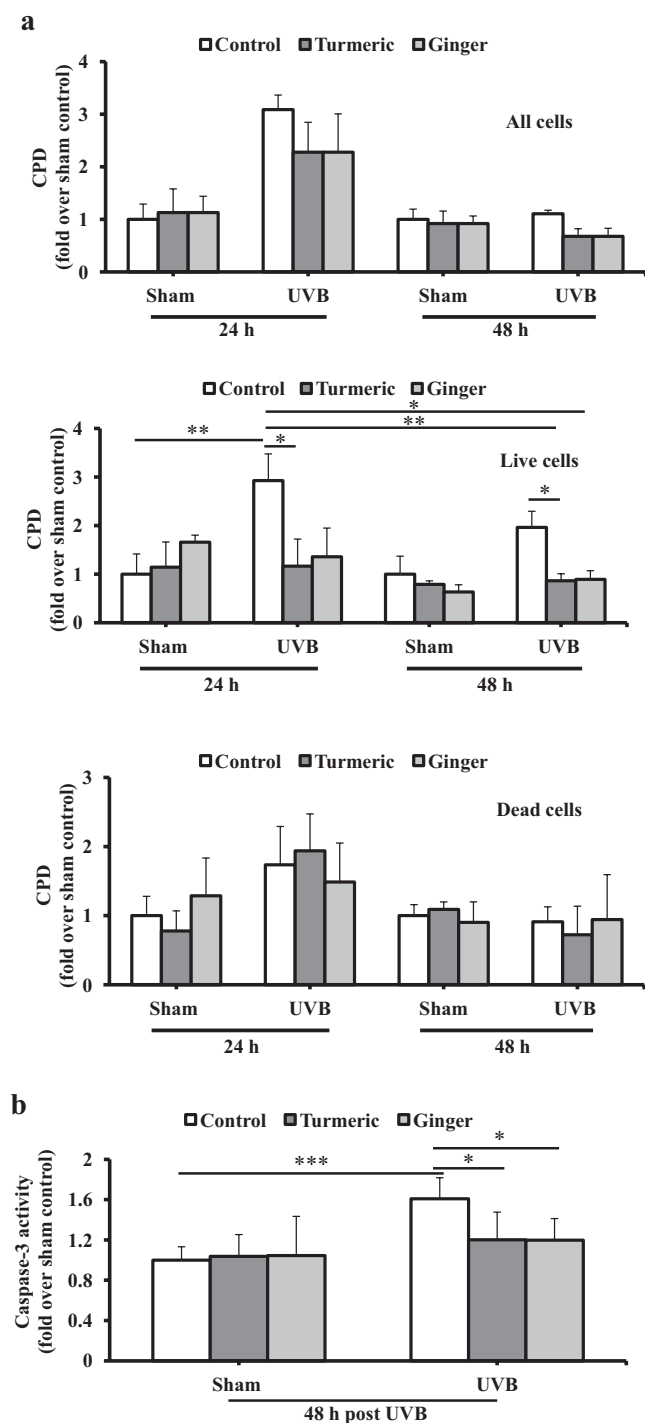 a
Control Turmeric Ginger
CPD
(fold over sham control)
4
3
2
1
0
All cells
Sham UVB Sham UVB
24 h 48 h
Control Turmeric Ginger
CPD
(fold over sham control)
4
3
2
1
0
*
** ** 
* Live cells
*
Sham UVB Sham UVB
24 h 48 h
Control Turmeric Ginger
CPD
(fold over sham control)
3
2
1
0
Dead cells
Sham UVB Sham UVB
24 h 48 h
b
Control Turmeric Ginger
Caspase-3 activity
(fold over sham control)
2
1.6
1.2
0.8
0.4
0
*
*** *
Sham UVB
48 h post UVB